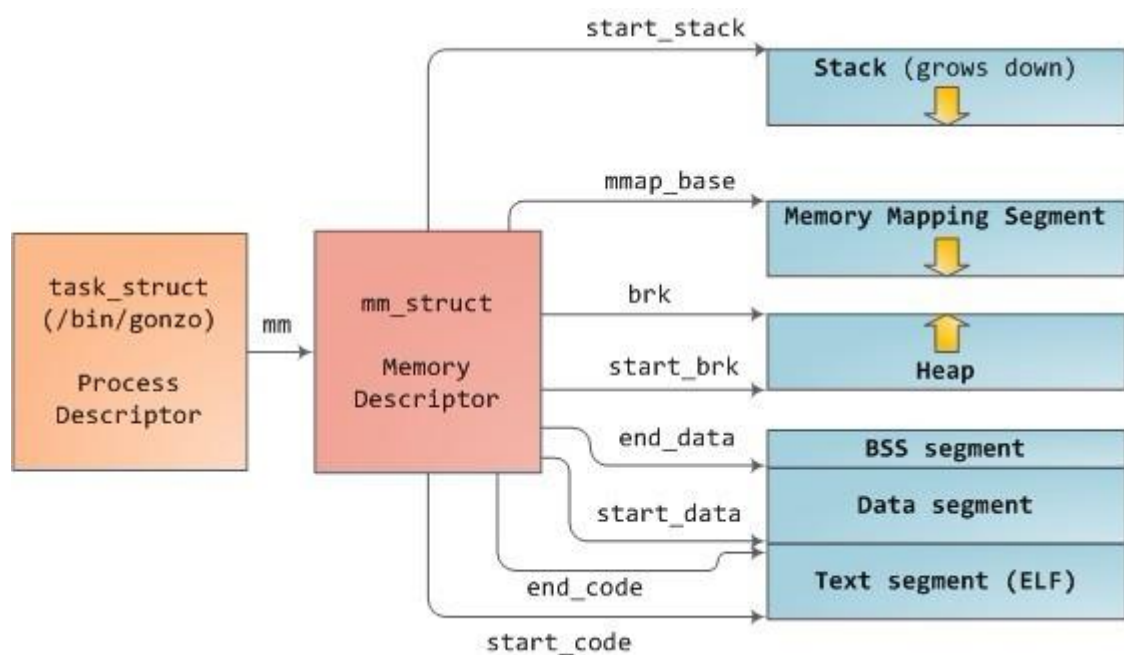 start_stack
Stack (grows down)
mmap_base
Memory Mapping Segment
task_struct
(/bin/gonzo)
Process
Descriptor
mm
mm_struct
Memory
Descriptor
brk
start_brk
Heap
end_data
BSS segment
start_data
Data segment
end_code
Text segment (ELF)
start_code